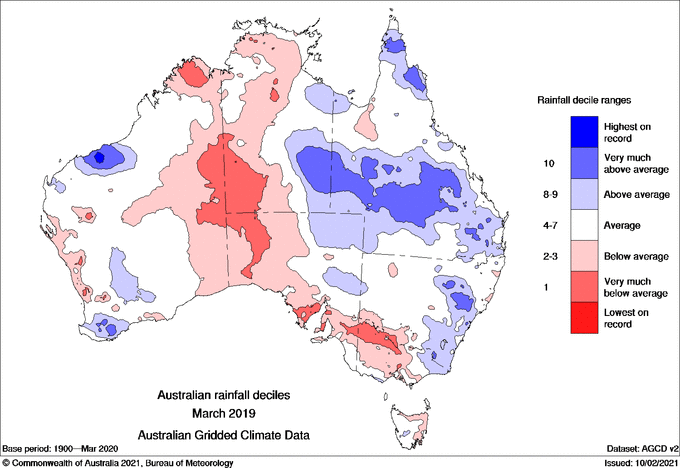 Rainfall decile ranges
Highest on
record
10
Very much
above average
8-9
Above average
4-7
Average
2-3
Below average
1
Very much
below average
Lowest on
record
Australian rainfall deciles
March 2019
Australian Gridded Climate Data
Base period: 1900—Mar 2020
Dataset: AGCD v2
© Commonwealth of Australia 2021, Bureau of Meteorology
Issued: 10/02/2021